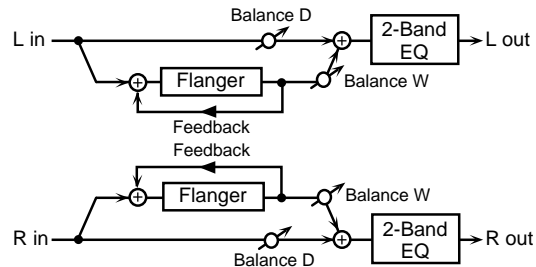 Balance D
L in
2-Band
EQ
L out
Flanger
Balance W
Feedback
Feedback
Flanger
Balance W
R in
2-Band
EQ
R out
Balance D